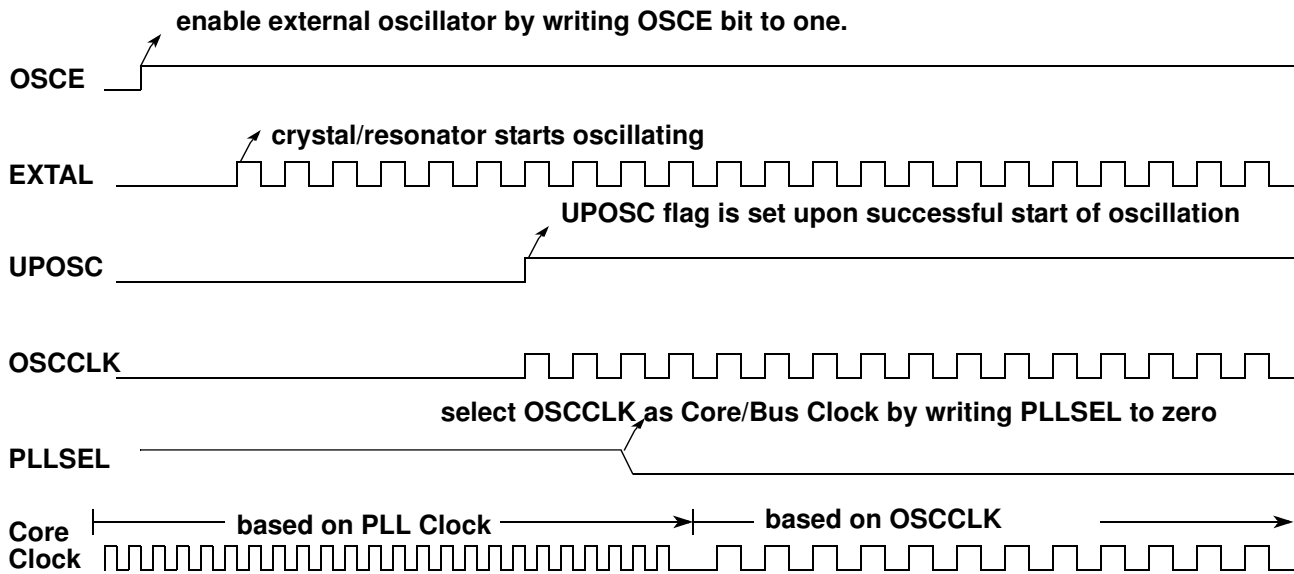 enable external oscillator by writing OSCE bit to one.
OSCE
crystal/resonator starts oscillating
EXTAL
UPOSC flag is set upon successful start of oscillation
UPOSC
OSCCLK
select OSCCLK as Core/Bus Clock by writing PLLSEL to zero
PLLSEL
based on PLL Clock
based on OSCCLK
Core
Clock